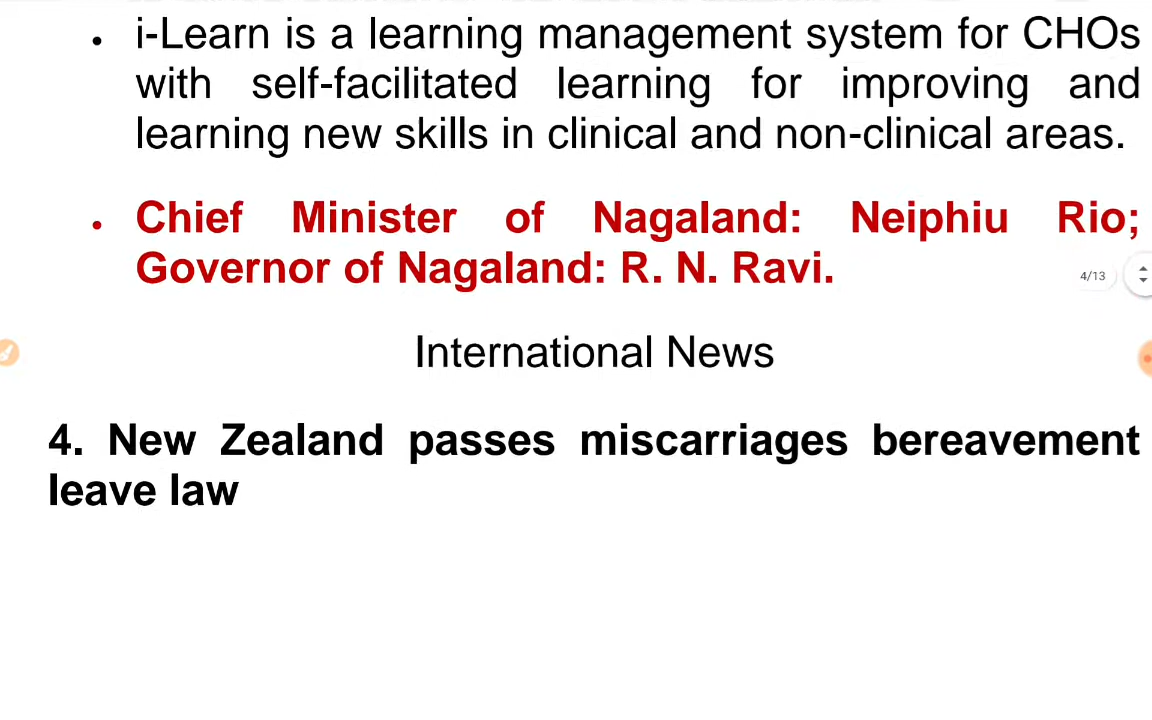 • i-Learn is a learning management system for CHOs
with self-facilitated learning for improving and
learning new skills in clinical and non-clinical areas.
• Chief Minister of Nagaland: Neiphiu Rio;
Governor of Nagaland: R. N. Ravi.
4/13
International News
4. New Zealand passes miscarriages bereavement
leave law